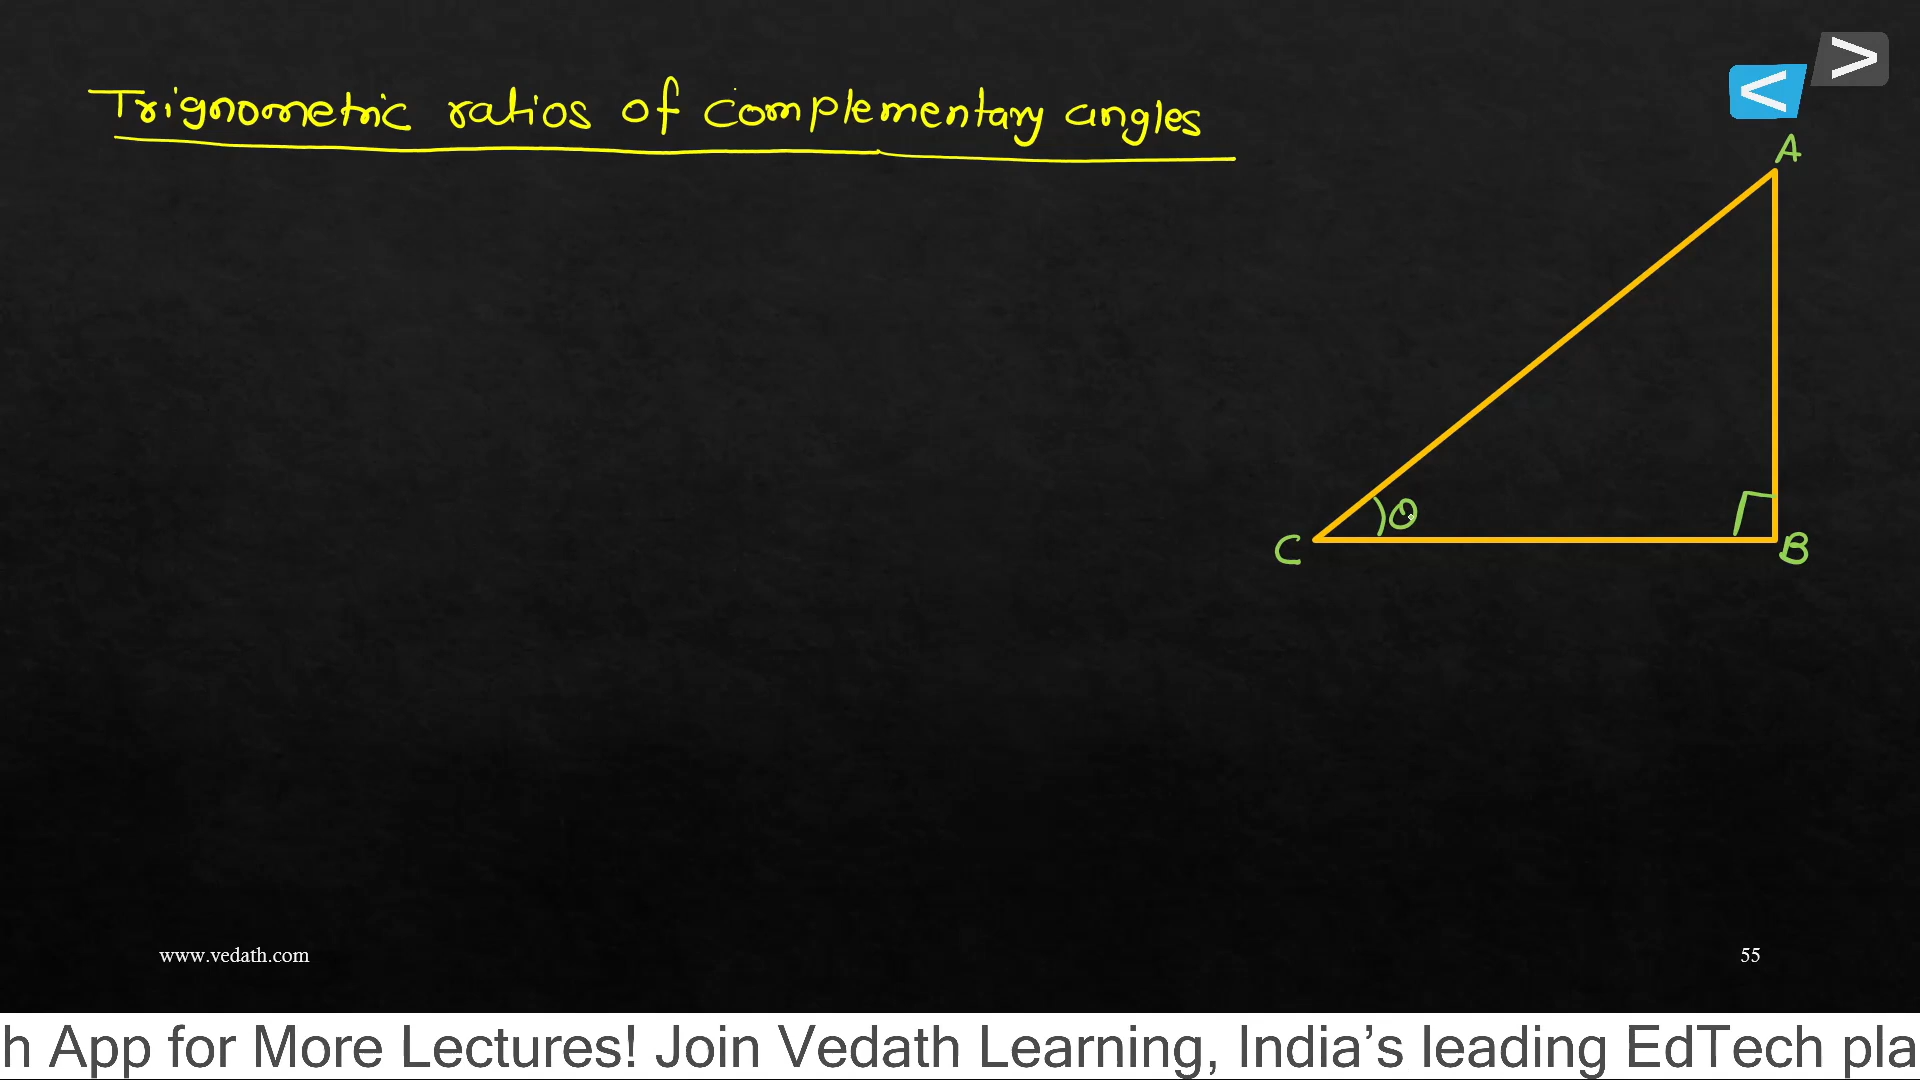 Trignometric ratios of complementary angles
A
θ
C
B
www.vedath.com
55
h App for More Lectures! Join Vedath Learning, India’s leading EdTech pla